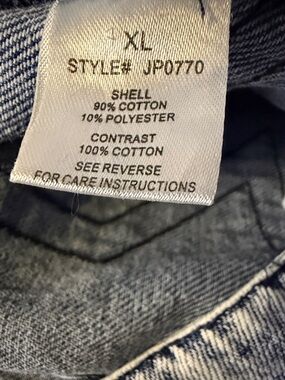 XL
STYLE# JP0770
SHELL
90% COTTON
10% POLYESTER
CONTRAST
100% COTTON
SEE REVERSE
FOR CARE INSTRUCTIONS